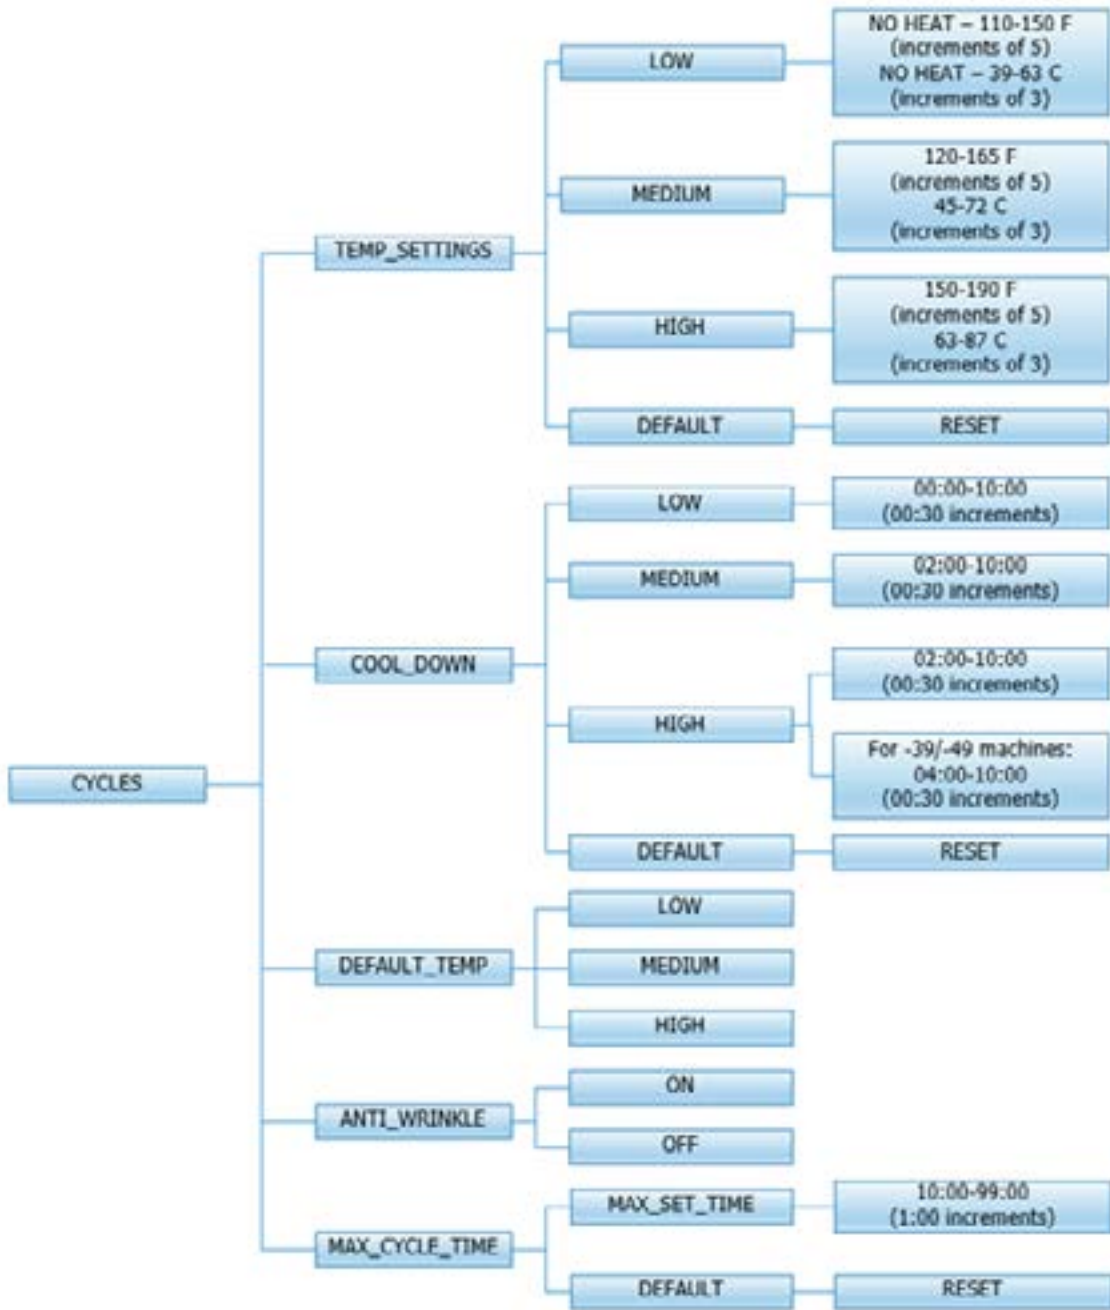 CYCLES
TEMP_SETTINGS
LOW
NO HEAT – 110-150 F
(increments of 5)
NO HEAT – 39-63 C
(increments of 3)
MEDIUM
120-165 F
(increments of 5)
45-72 C
(increments of 3)
HIGH
150-190 F
(increments of 5)
63-87 C
(increments of 3)
DEFAULT
RESET
COOL_DOWN
LOW
00:00-10:00
(00:30 increments)
MEDIUM
02:00-10:00
(00:30 increments)
HIGH
02:00-10:00
(00:30 increments)
For -39/-49 machines:
04:00-10:00
(00:30 increments)
DEFAULT
RESET
DEFAULT_TEMP
LOW
MEDIUM
HIGH
ANTI_WRINKLE
ON
OFF
MAX_CYCLE_TIME
MAX_SET_TIME
10:00-99:00
(1:00 increments)
DEFAULT
RESET